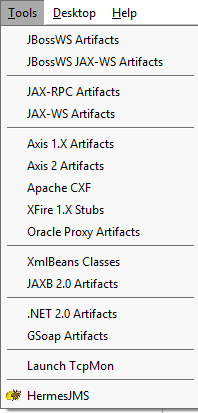 Tools Desktop Help
JBossWS Artifacts
JBossWS JAX-WS Artifacts
JAX-RPC Artifacts
JAX-WS Artifacts
Axis 1.X Artifacts
Axis 2 Artifacts
Apache CXF
XFire 1.X Stubs
Oracle Proxy Artifacts
XmlBeans Classes
JAXB 2.0 Artifacts
.NET 2.0 Artifacts
GSoap Artifacts
Launch TcpMon
HermesJMS